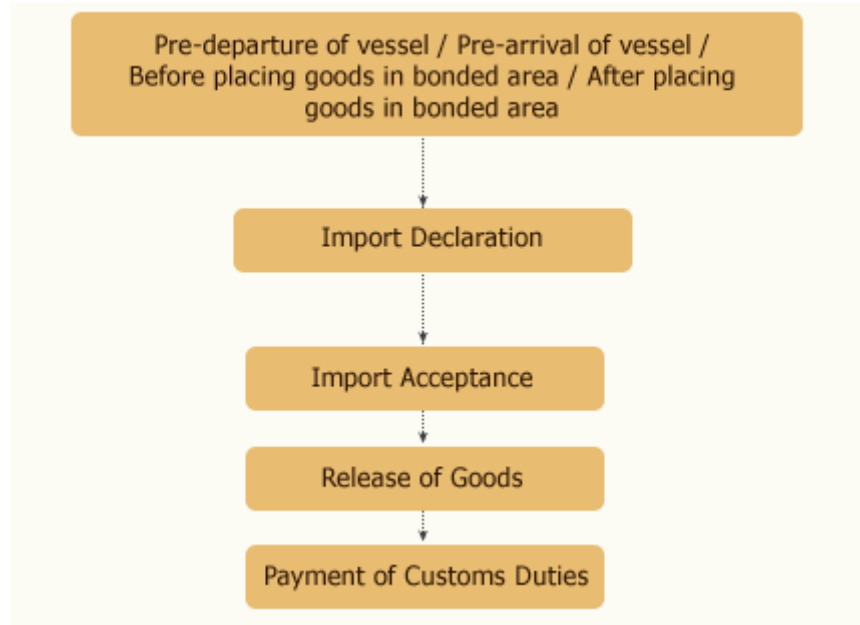 Pre-departure of vessel / Pre-arrival of vessel /
Before placing goods in bonded area / After placing
goods in bonded area
Import Declaration
Import Acceptance
Release of Goods
Payment of Customs Duties